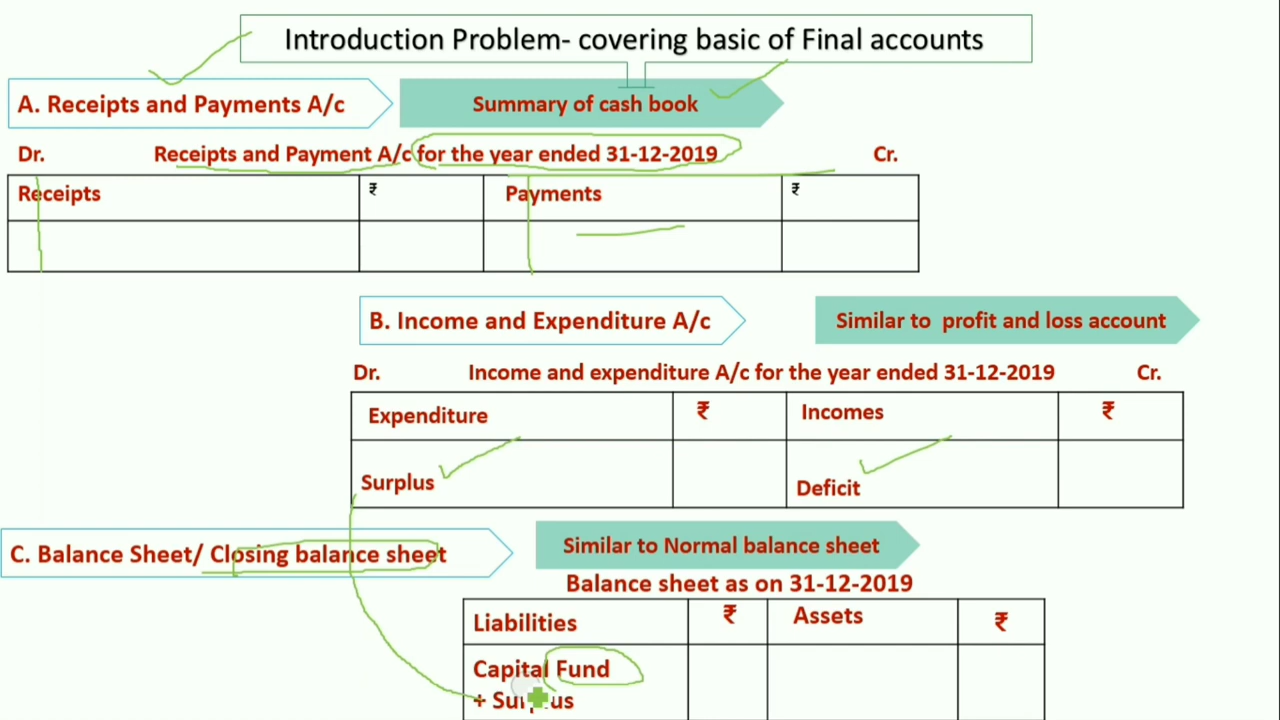 Introduction Problem- covering basic of Final accounts
A. Receipts and Payments A/c
Summary of cash book
Dr. Receipts and Payment A/c for the year ended 31-12-2019 Cr.
Receipts ₹ Payments ₹
B. Income and Expenditure A/c
Similar to profit and loss account
Dr. Income and expenditure A/c for the year ended 31-12-2019 Cr.
Expenditure ₹ Incomes ₹
Surplus
Deficit
C. Balance Sheet/ Closing balance sheet
Similar to Normal balance sheet
Balance sheet as on 31-12-2019
Liabilities ₹ Assets ₹
Capital Fund
+ Surplus